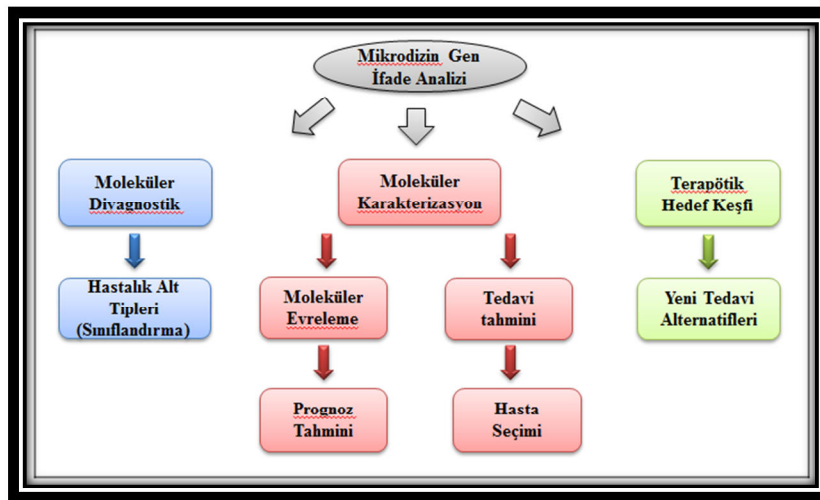 Mikrodizin Gen
İfade Analizi
Moleküler
Diyagnostik
Moleküler
Karakterizasyon
Terapötik
Hedef Keşfi
Hastalık Alt
Tipleri
(Sınıflandırma)
Moleküler
Evreleme
Tedavi
tahmini
Yeni Tedavi
Alternatifleri
Prognoz
Tahmini
Hasta
Seçimi